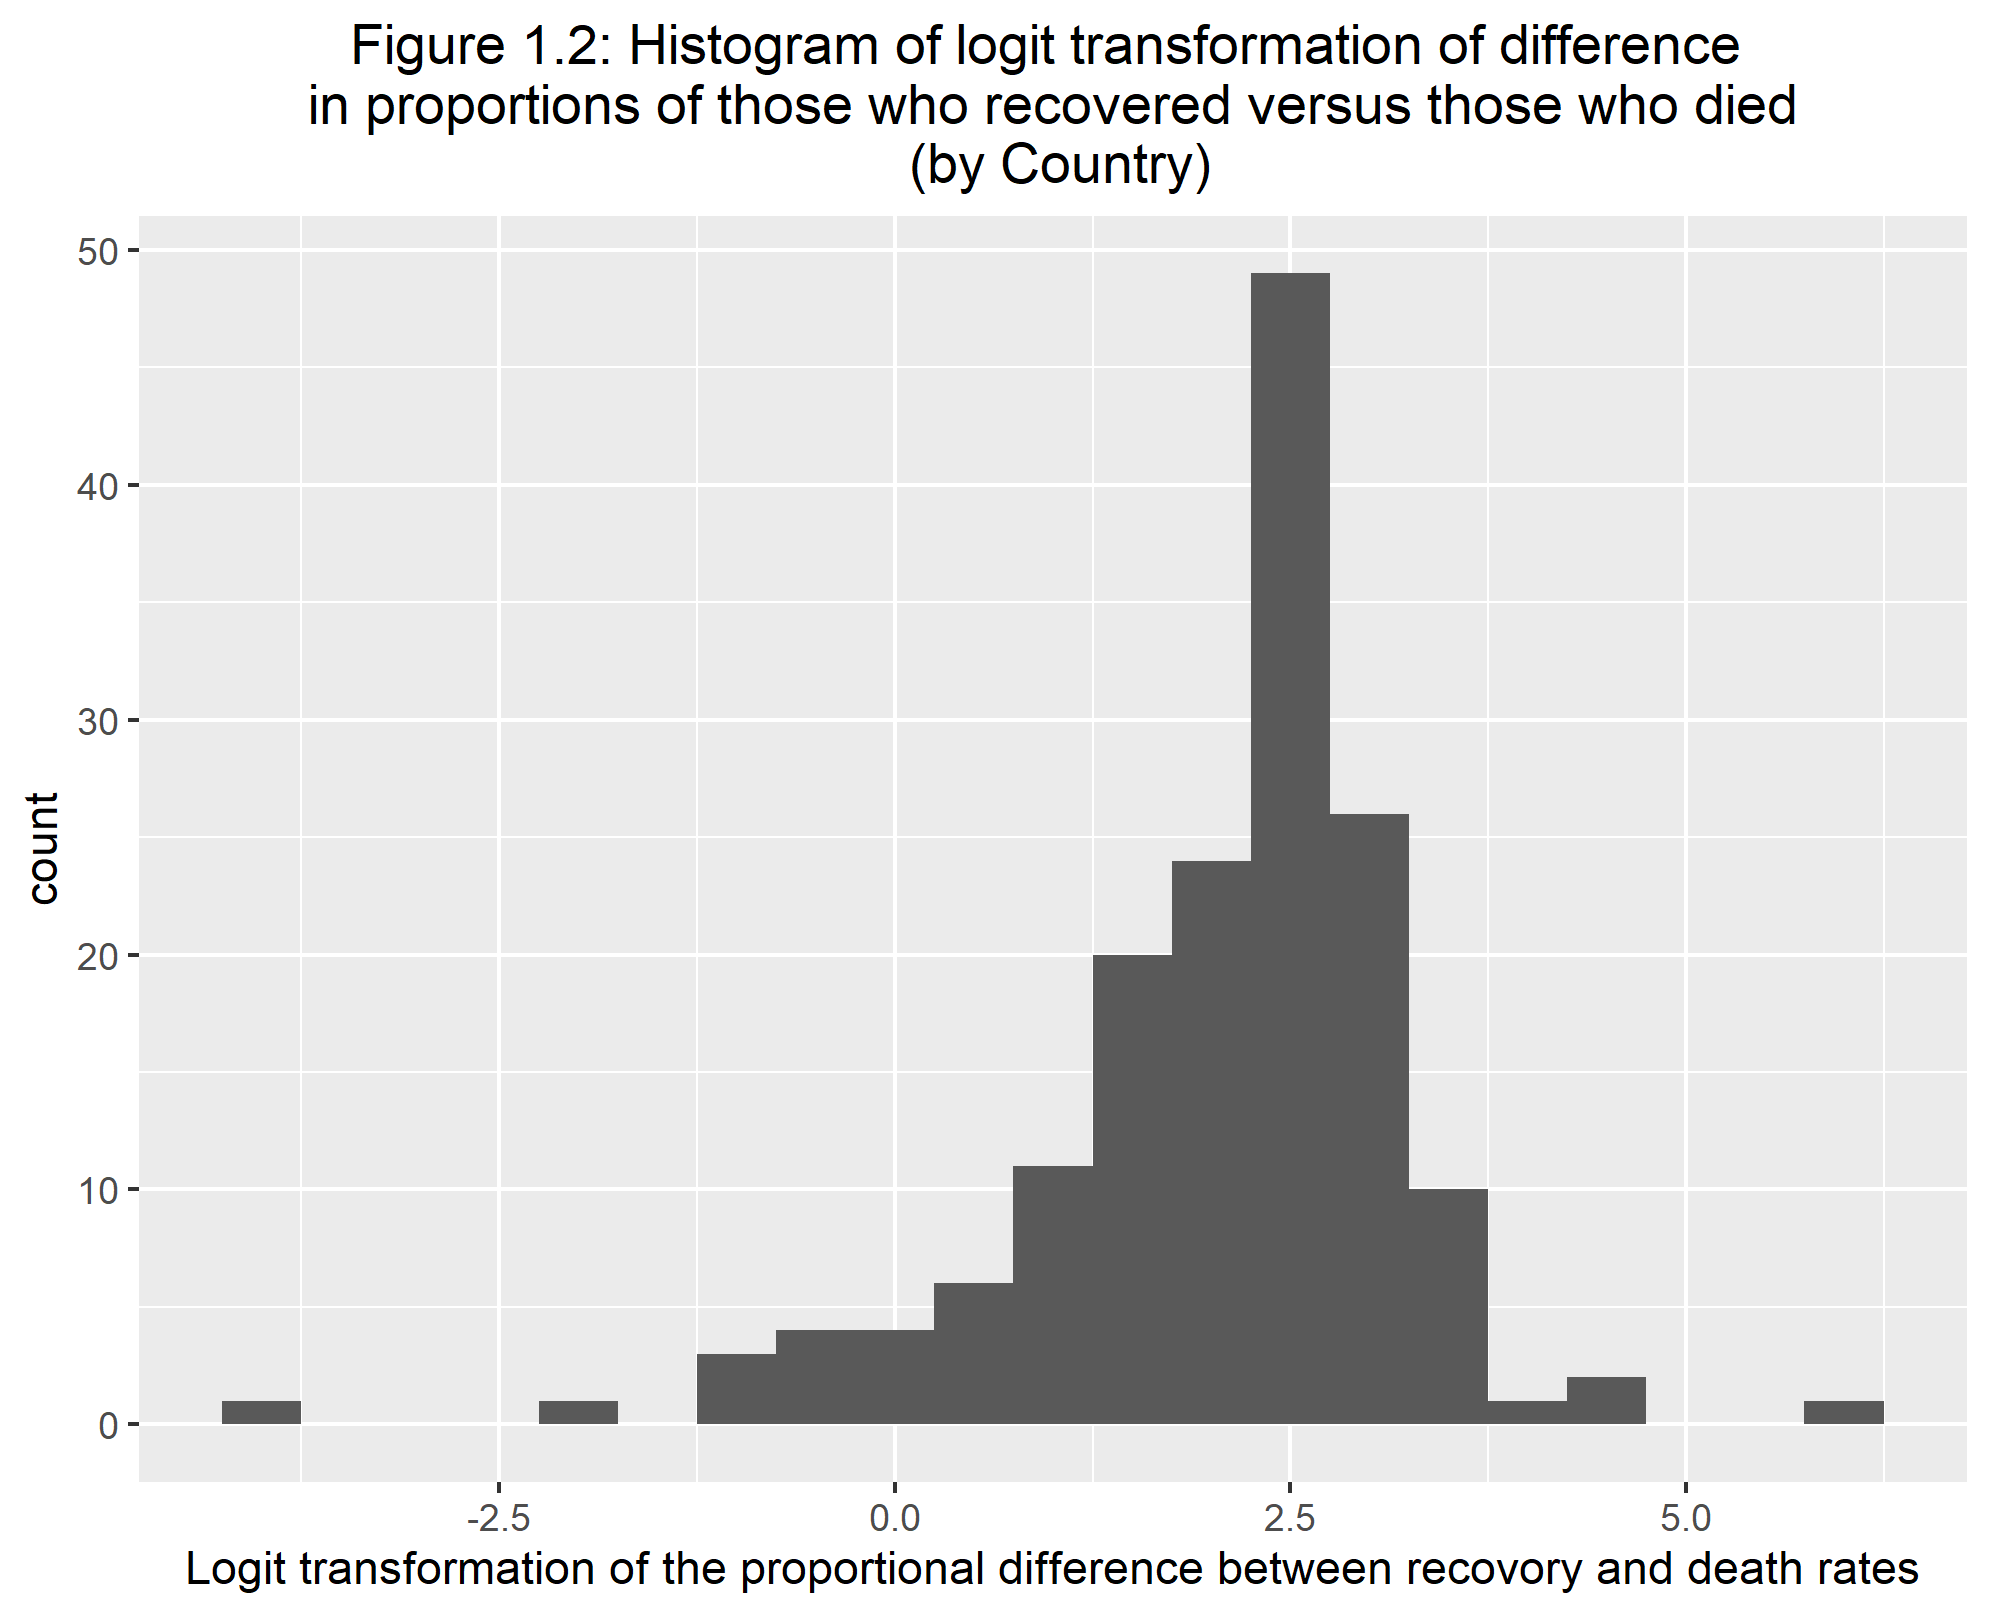 Figure 1.2: Histogram of logit transformation of difference
in proportions of those who recovered versus those who died
(by Country)
50
40
30
20
10
0
count
-2.5
0.0
2.5
5.0
Logit transformation of the proportional difference between recovory and death rates